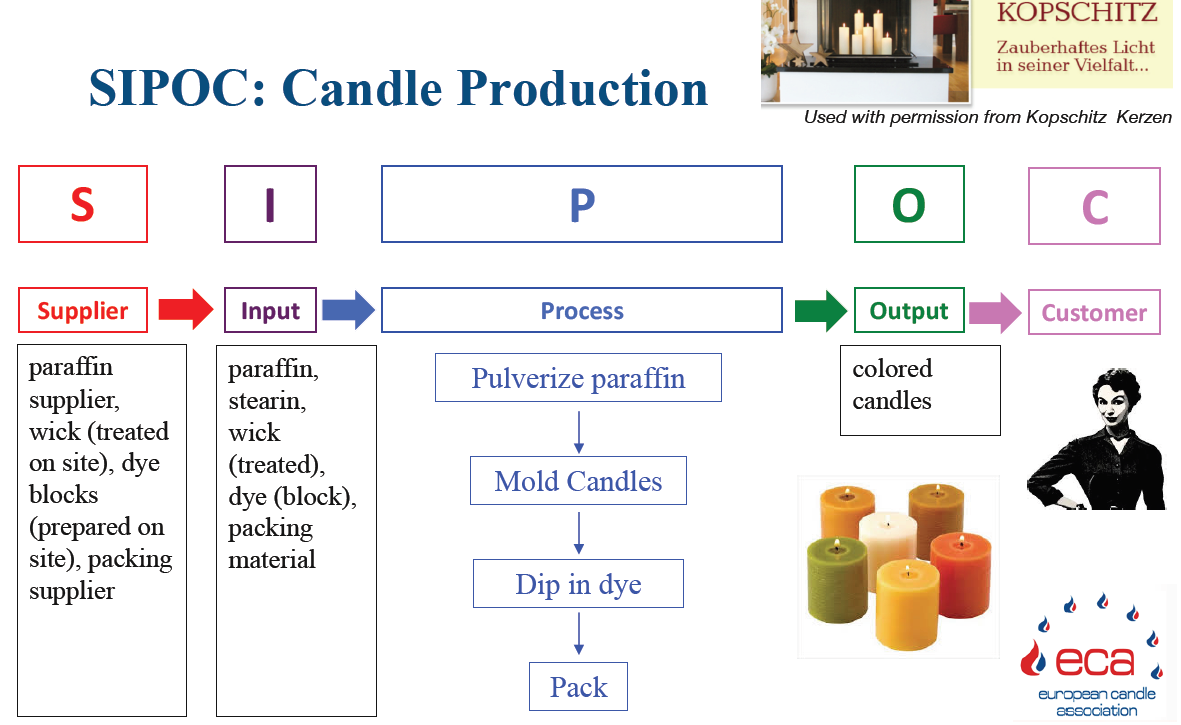 KOPSCHITZ
Zauberhaftes Licht
in seiner Vielfalt...
SIPOC: Candle Production
Used with permission from Kopschitz Kerzen
S
I
P
O
C
Supplier
Input
Process
Output
Customer
paraffin
supplier,
wick (treated
on site), dye
blocks
(prepared on
site), packing
supplier
paraffin,
stearin,
wick
(treated),
dye (block),
packing
material
Pulverize paraffin
Mold Candles
Dip in dye
Pack
colored
candles
eca
european candle
association